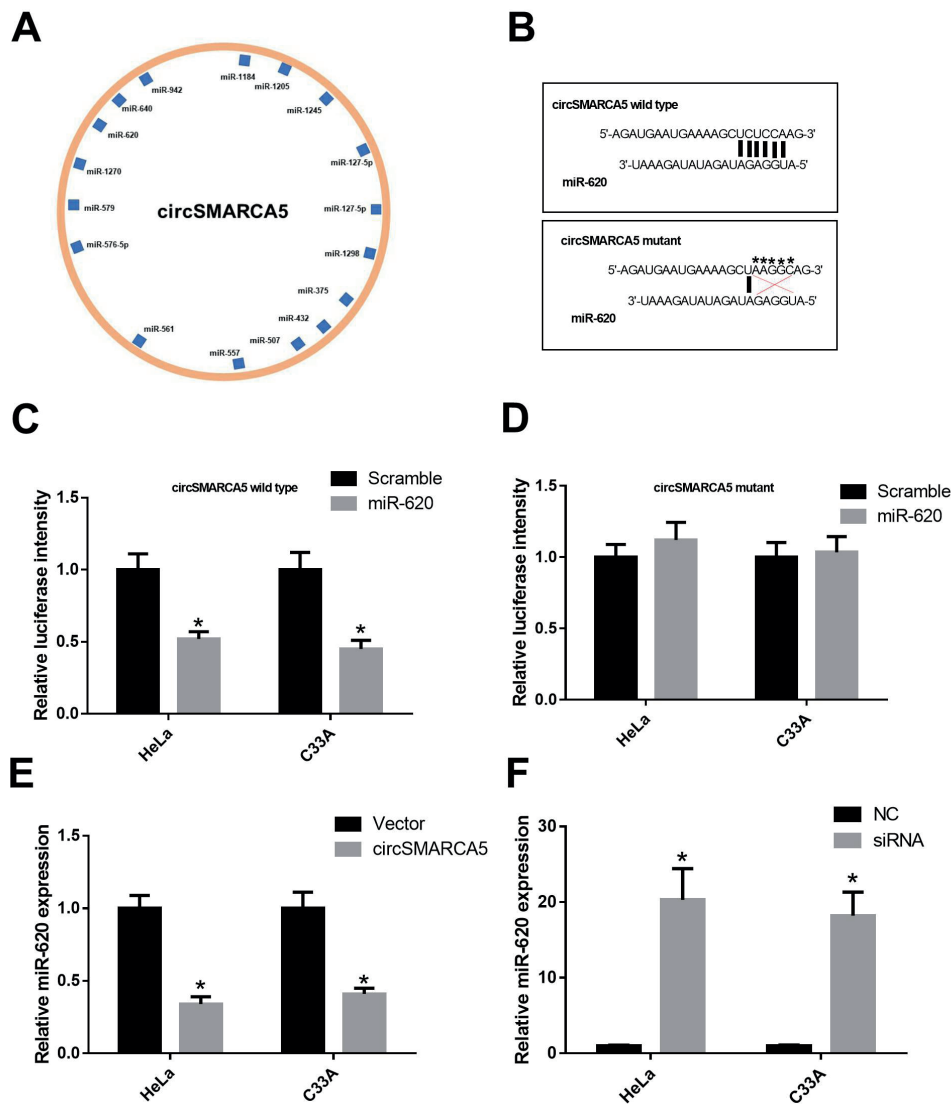 A
miR-1184
miR-1205
miR-942
miR-640
miR-1245
miR-620
miR-127-5p
miR-1270
miR-579
circSMARCA5
miR-127-5p
miR-576-5p
miR-1298
miR-375
miR-432
miR-561
miR-507
miR-557
B
circSMARCA5 wild type
5'-AGAUGAAUGAAAAGCUCUCCAAG-3'
3'-UAAAGAUAUAGAUAGAGGUA-5'
miR-620
circSMARCA5 mutant
*****
5'-AGAUGAAUGAAAAGCUAAGGCAG-3'
3'-UAAAGAUAUAGAUAGAGGUA-5'
miR-620
C
circSMARCA5 wild type
Scramble
miR-620
Relative luciferase intensity
1.5
1.0
0.5
0.0
*
*
HeLa
C33A
D
circSMARCA5 mutant
Scramble
miR-620
Relative luciferase intensity
1.5
1.0
0.5
0.0
HeLa
C33A
E
Vector
circSMARCA5
Relative miR-620 expression
1.5
1.0
0.5
0.0
*
*
HeLa
C33A
F
NC
siRNA
Relative miR-620 expression
30
20
10
0
*
*
HeLa
C33A